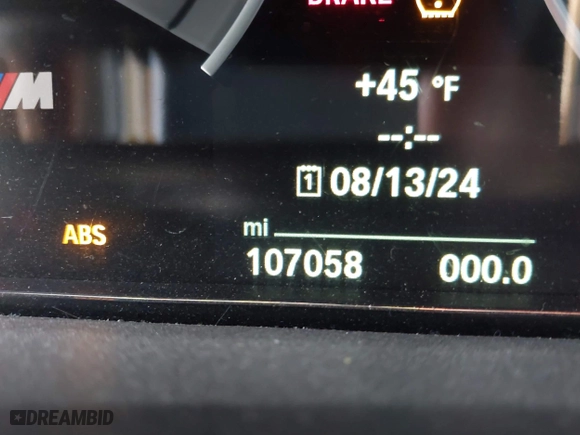 BRAKE
+45 °F
M
--:--
1 08/13/24
ABS
mi
107058 000.0
DREAMBID